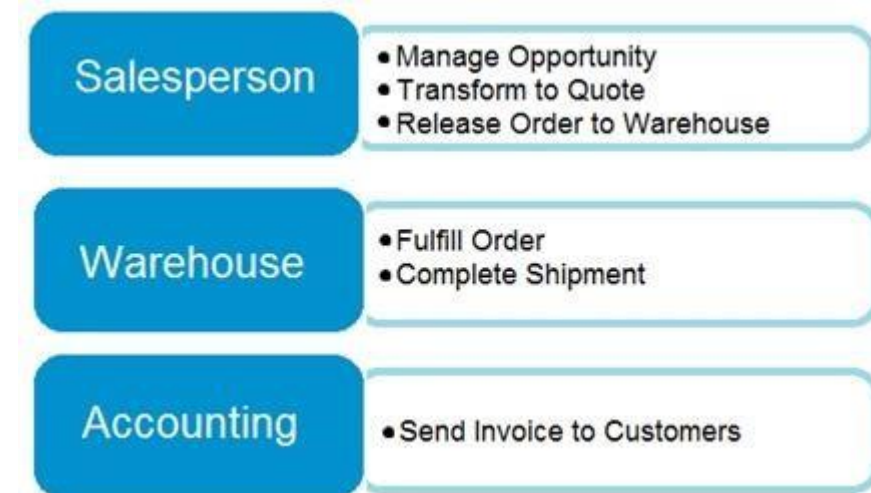 Salesperson
• Manage Opportunity
• Transform to Quote
• Release Order to Warehouse
Warehouse
• Fulfill Order
• Complete Shipment
Accounting
• Send Invoice to Customers